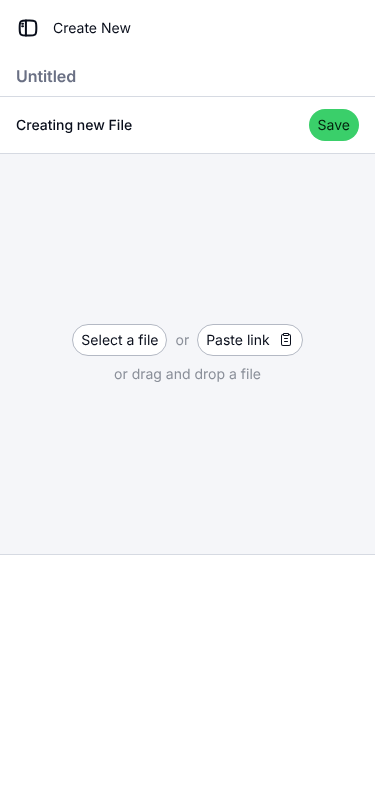 Create New
Untitled
Creating new File
Save
Select a file or Paste link
or drag and drop a file